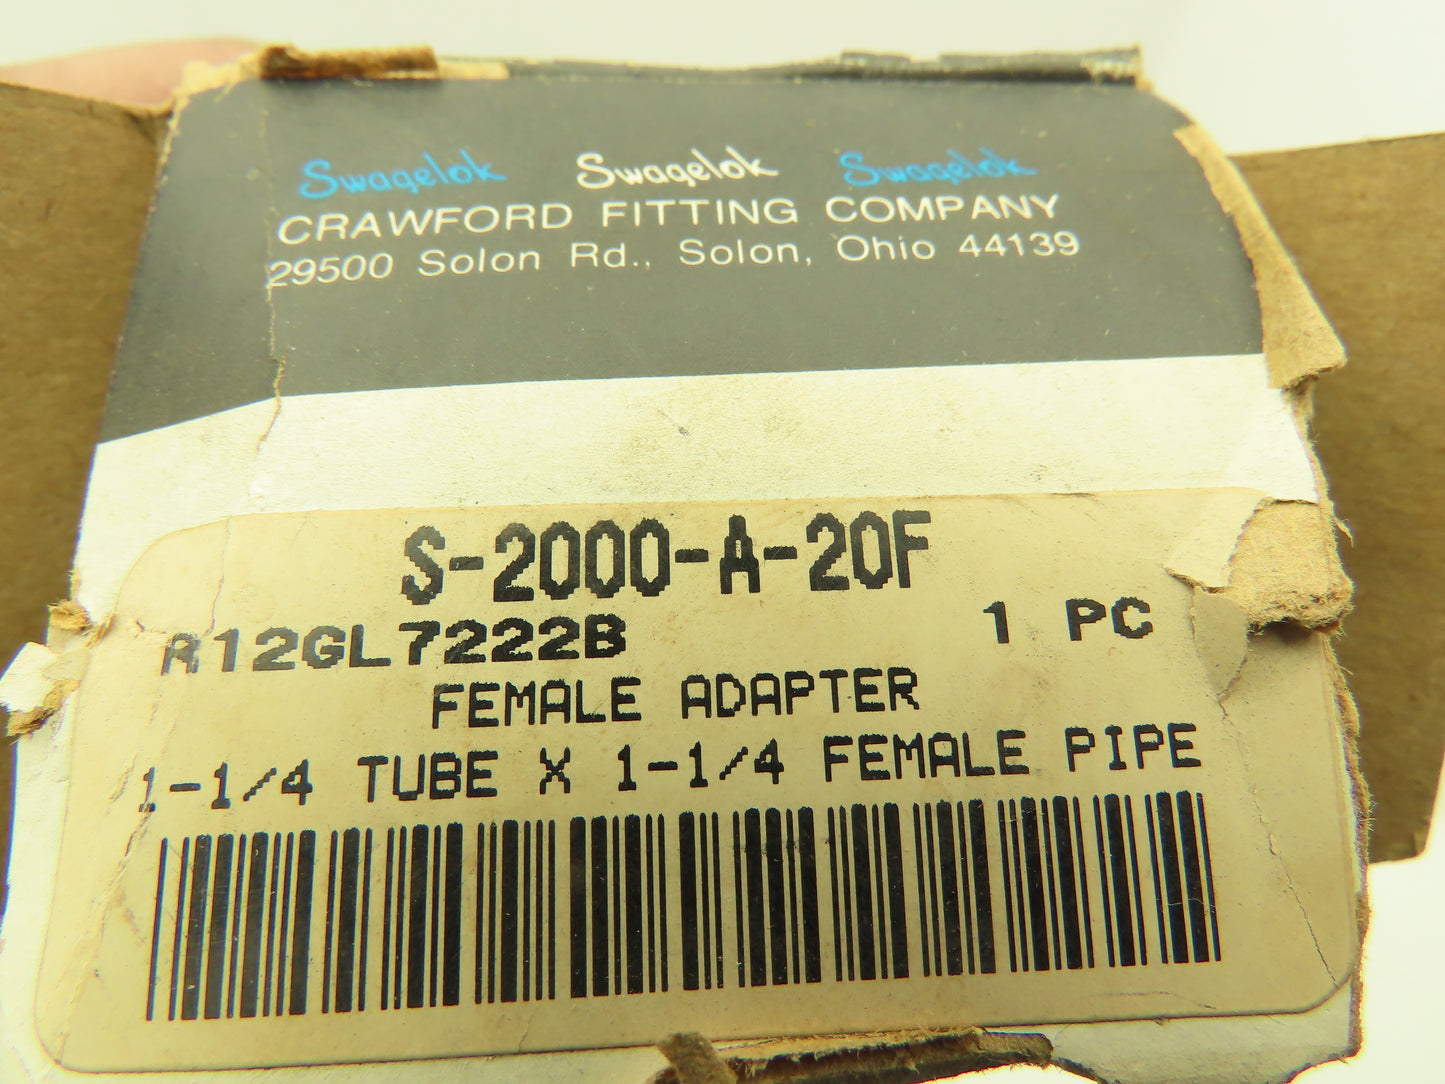 Swagelok Swagelok Swagelok
CRAWFORD FITTING COMPANY
29500 Solon Rd., Solon, Ohio 44139
S-2000-A-20F
R12GL7222B 1 PC
FEMALE ADAPTER
1-1/4 TUBE X 1-1/4 FEMALE PIPE